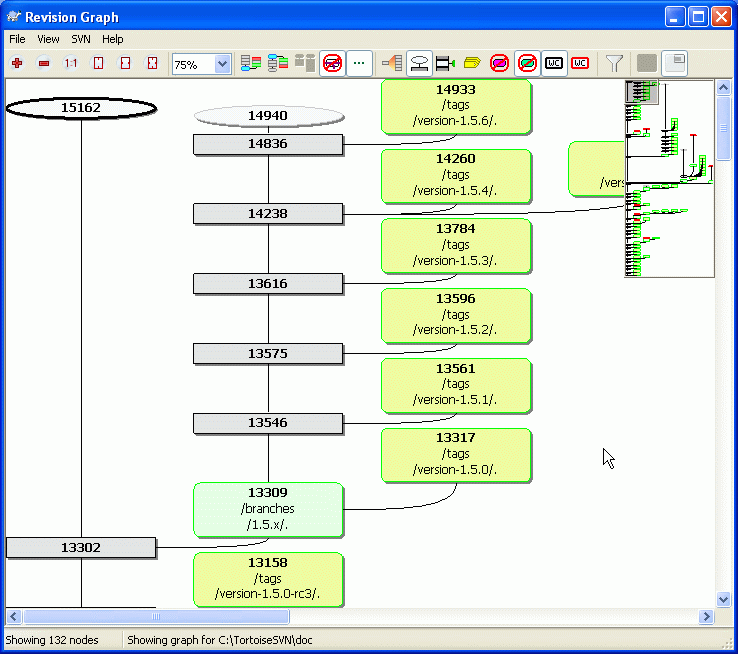 Revision Graph
File View SVN Help
1:1
75%
WC WC
15162
14940
14836
14238
13616
13575
13546
13309
/branches
/1.5.x/.
13302
13158
/tags
/version-1.5.0-rc3/.
14933
/tags
/version-1.5.6/.
14260
/tags
/version-1.5.4/.
13784
/tags
/version-1.5.3/.
13596
/tags
/version-1.5.2/.
13561
/tags
/version-1.5.1/.
13317
/tags
/version-1.5.0/.
Showing 132 nodes
Showing graph for C:\TortoiseSVN\doc